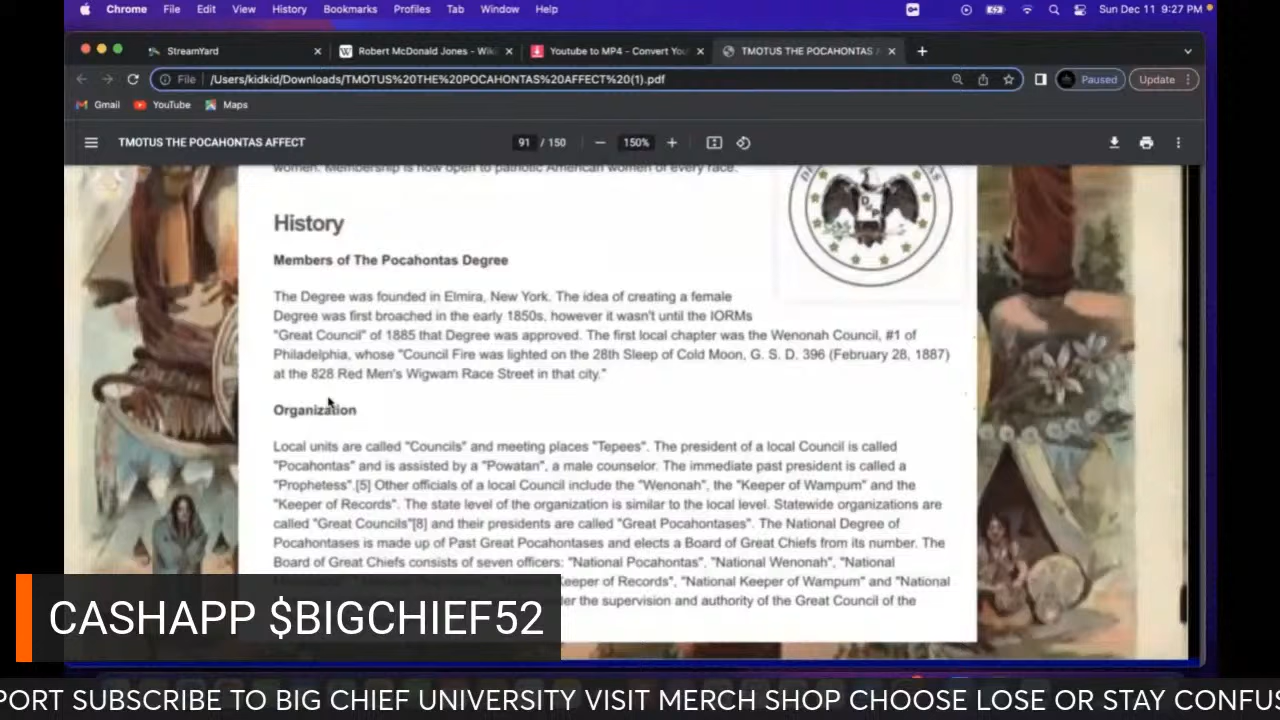 Chrome File Edit View History Bookmarks Profiles Tab Window Help Sun Dec 11 9:27 PM
StreamYard Robert McDonald Jones - Wiki Youtube to MP4 - Convert You TMOTUS THE POCAHONTAS A
File /Users/kidkid/Downloads/TMOTUS%20THE%20POCAHONTAS%20AFFECT%20(1).pdf Paused Update
Gmail YouTube Maps
TMOTUS THE POCAHONTAS AFFECT 91 / 150 150%
women. Membership is now open to patriotic American women of every race.
History
Members of The Pocahontas Degree
The Degree was founded in Elmira, New York. The idea of creating a female
Degree was first broached in the early 1850s, however it wasn't until the IORMs
"Great Council" of 1885 that Degree was approved. The first local chapter was the Wenonah Council, #1 of
Philadelphia, whose "Council Fire was lighted on the 28th Sleep of Cold Moon, G. S. D. 396 (February 28, 1887)
at the 828 Red Men's Wigwam Race Street in that city."
Organization
Local units are called "Councils" and meeting places "Tepees". The president of a local Council is called
"Pocahontas" and is assisted by a "Powatan", a male counselor. The immediate past president is called a
"Prophetess".[5] Other officials of a local Council include the "Wenonah", the "Keeper of Wampum" and the
"Keeper of Records". The state level of the organization is similar to the local level. Statewide organizations are
called "Great Councils"[8] and their presidents are called "Great Pocahontases". The National Degree of
Pocahontases is made up of Past Great Pocahontases and elects a Board of Great Chiefs from its number. The
Board of Great Chiefs consists of seven officers: "National Pocahontas", "National Wenonah", "National
Keeper of Records", "National Keeper of Wampum" and "National
the supervision and authority of the Great Council of the
CASHAPP $BIGCHIEF52
PORT SUBSCRIBE TO BIG CHIEF UNIVERSITY VISIT MERCH SHOP CHOOSE LOSE OR STAY CONFUS